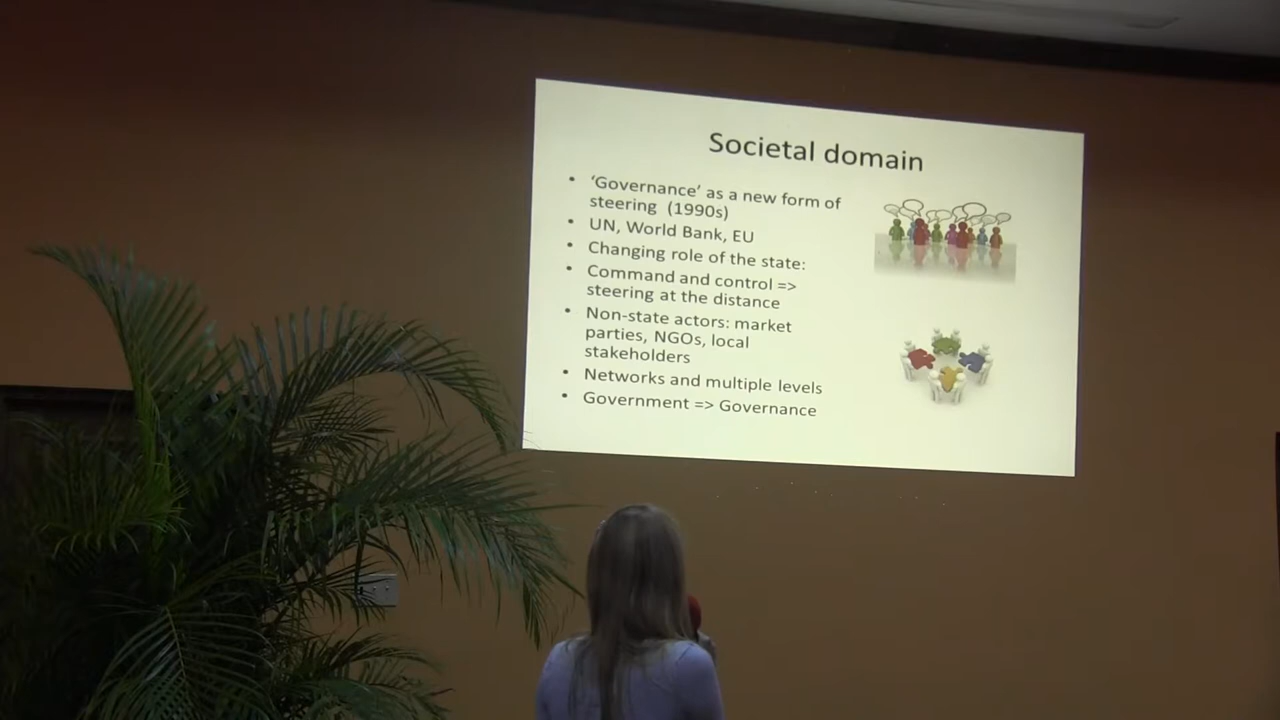 Societal domain
• ‘Governance’ as a new form of
steering (1990s)
• UN, World Bank, EU
• Changing role of the state:
• Command and control =>
steering at the distance
• Non-state actors: market
parties, NGOs, local
stakeholders
• Networks and multiple levels
• Government => Governance